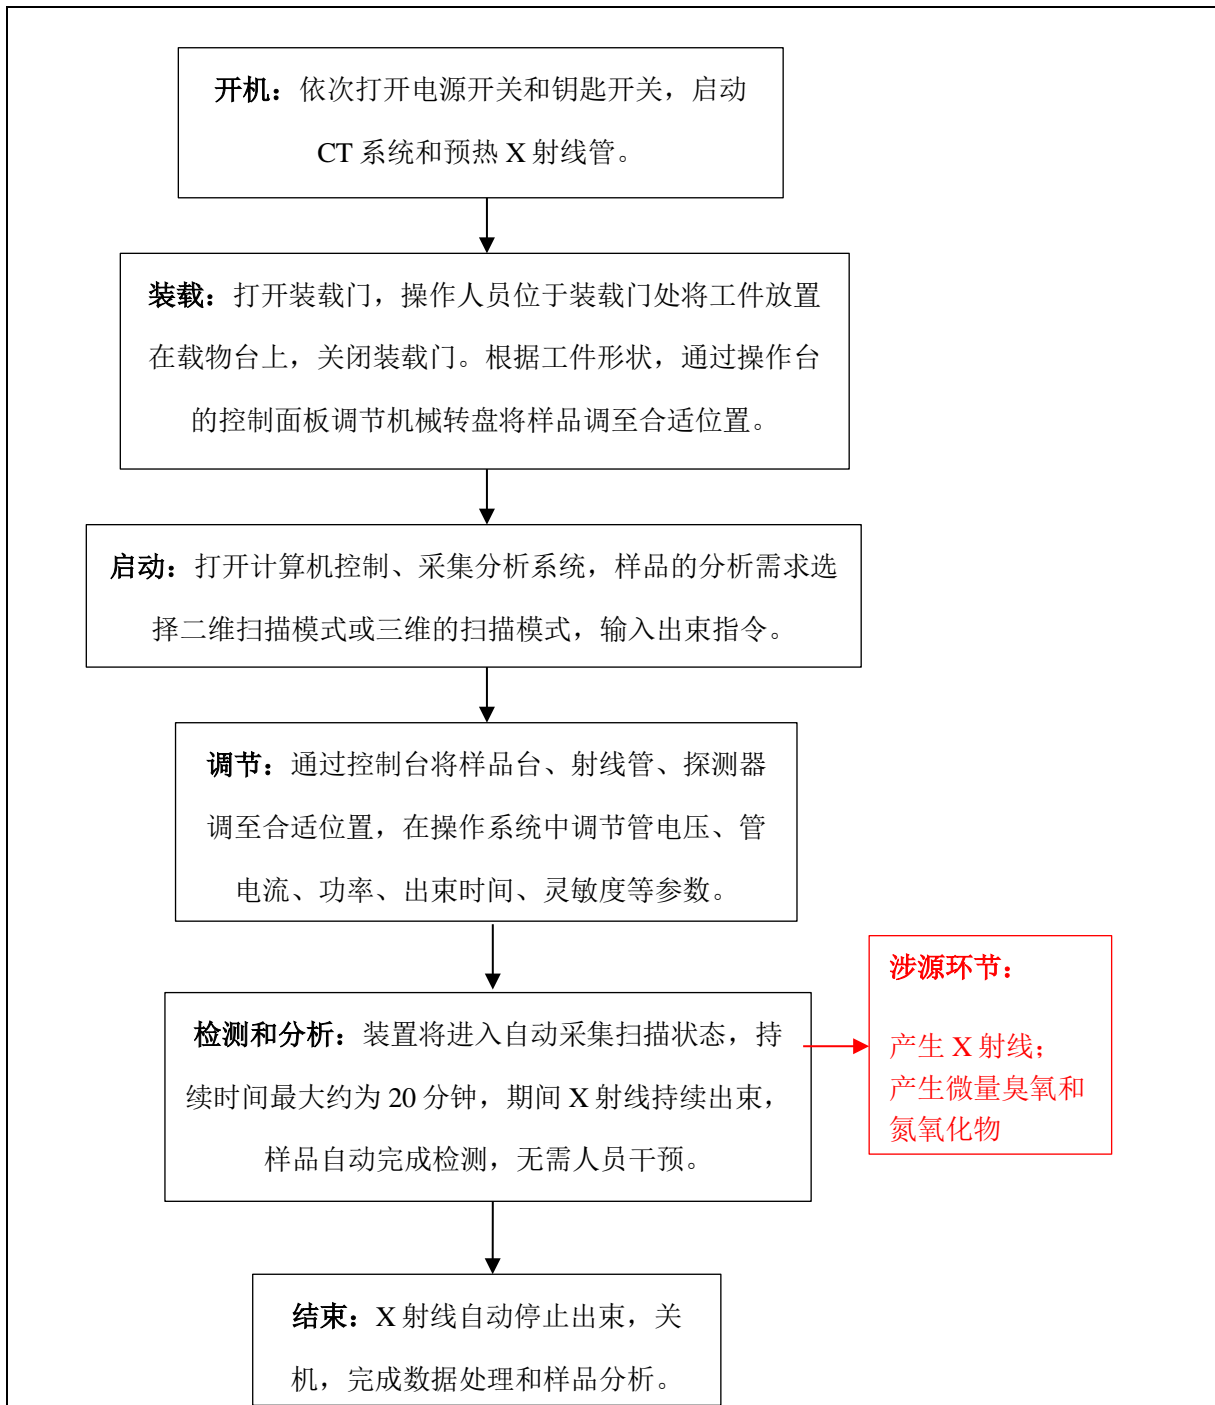 开机：依次打开电源开关和钥匙开关，启动
CT 系统和预热 X 射线管。
装载：打开装载门，操作人员位于装载门处将工件放置
在载物台上，关闭装载门。根据工件形状，通过操作台
的控制面板调节机械转盘将样品调至合适位置。
启动：打开计算机控制、采集分析系统，样品的分析需求选
择二维扫描模式或三维的扫描模式，输入出束指令。
调节：通过控制台将样品台、射线管、探测器
调至合适位置，在操作系统中调节管电压、管
电流、功率、出束时间、灵敏度等参数。
检测和分析：装置将进入自动采集扫描状态，持
续时间最大约为 20 分钟，期间 X 射线持续出束，
样品自动完成检测，无需人员干预。
涉源环节：
产生 X 射线；
产生微量臭氧和
氮氧化物
结束：X 射线自动停止出束，关
机，完成数据处理和样品分析。